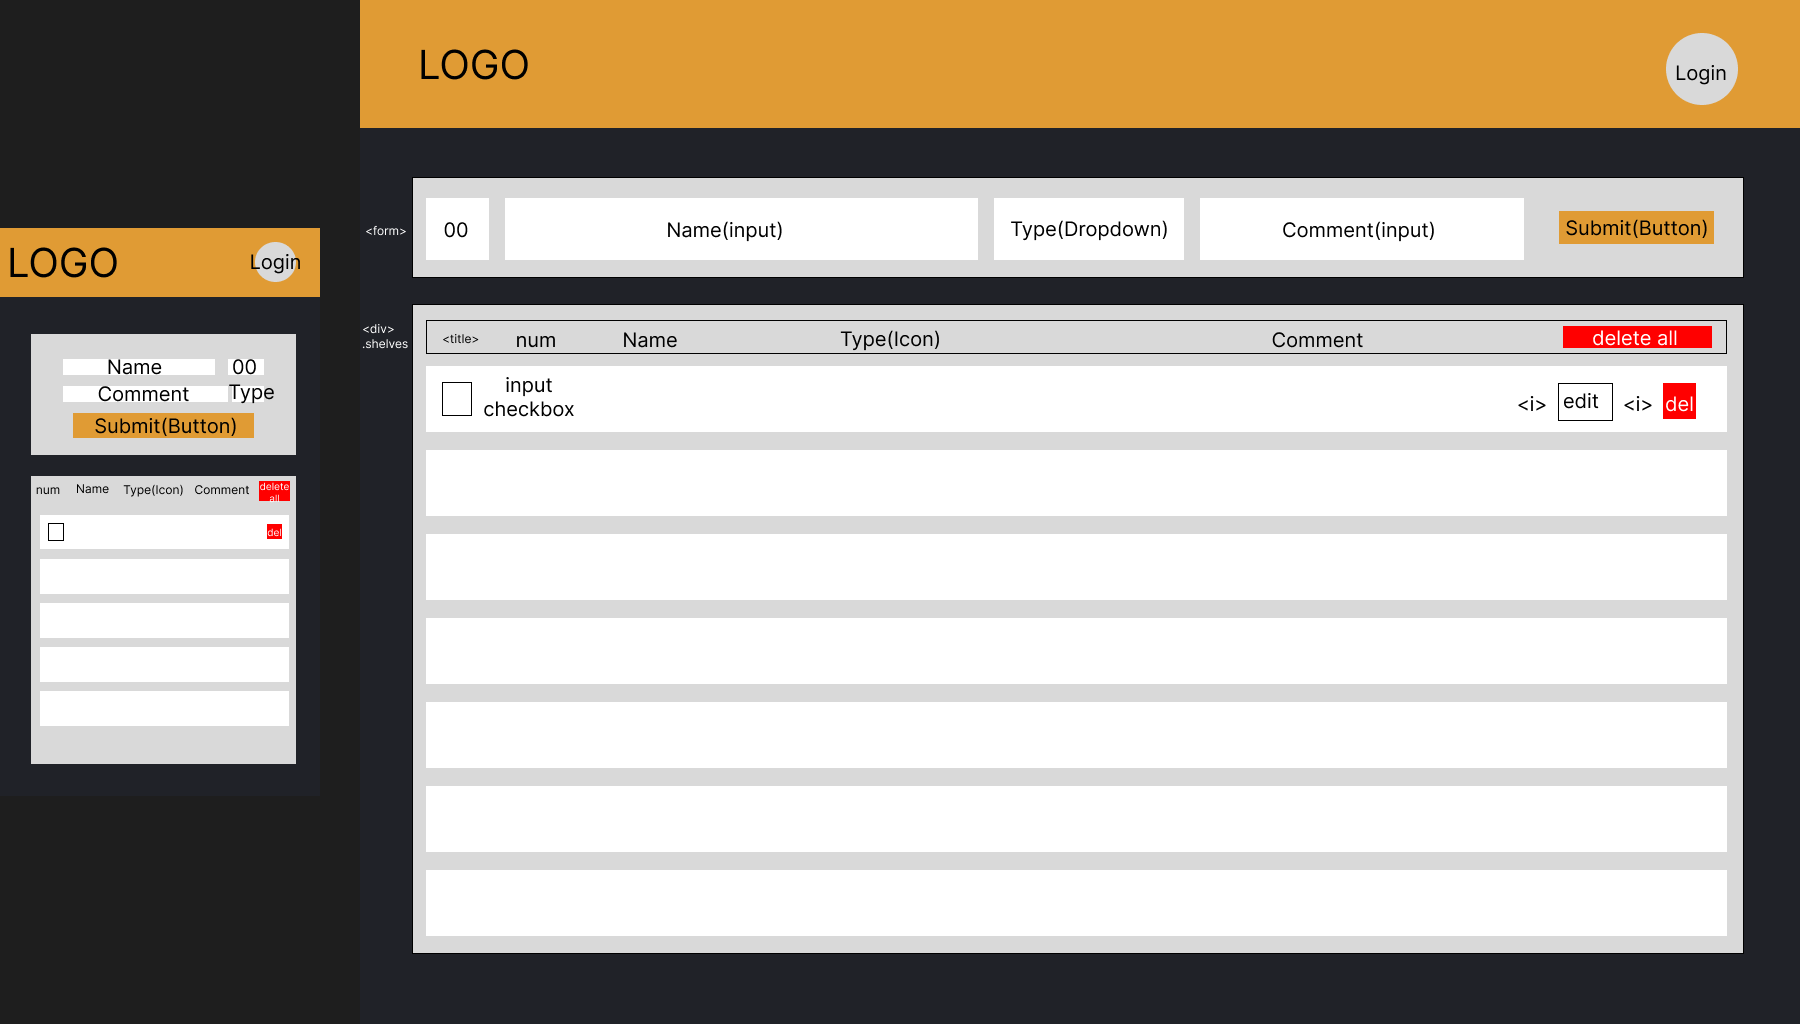 LOGO
Login
<form>
00
Name(input)
Type(Dropdown)
Comment(input)
Submit(Button)
<div>
.shelves
<title>
num
Name
Type(Icon)
Comment
delete all
input
checkbox
<i>
edit
<i>
del
LOGO
Login
Name
00
Comment
Type
Submit(Button)
num
Name
Type(Icon)
Comment
delete
all
del